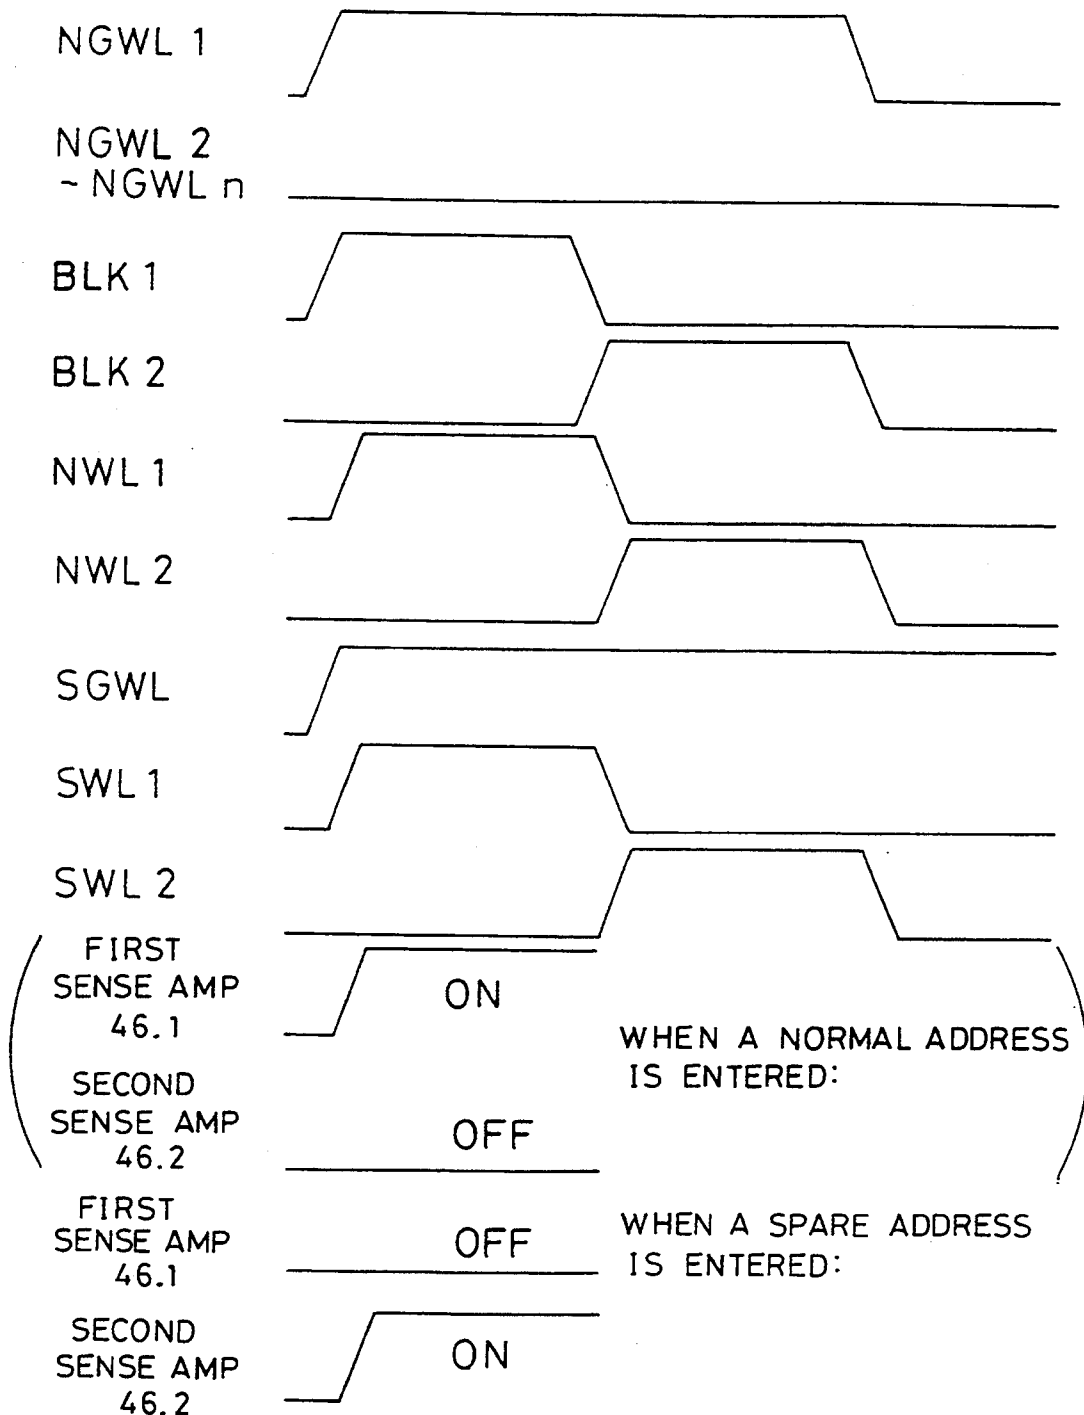 NGWL 1
NGWL 2
~ NGWL n
BLK 1
BLK 2
NWL 1
NWL 2
SGWL
SWL 1
SWL 2
FIRST
SENSE AMP
46.1
ON
WHEN A NORMAL ADDRESS
IS ENTERED:
SECOND
SENSE AMP
46.2
OFF
FIRST
SENSE AMP
46.1
OFF
WHEN A SPARE ADDRESS
IS ENTERED:
SECOND
SENSE AMP
46.2
ON